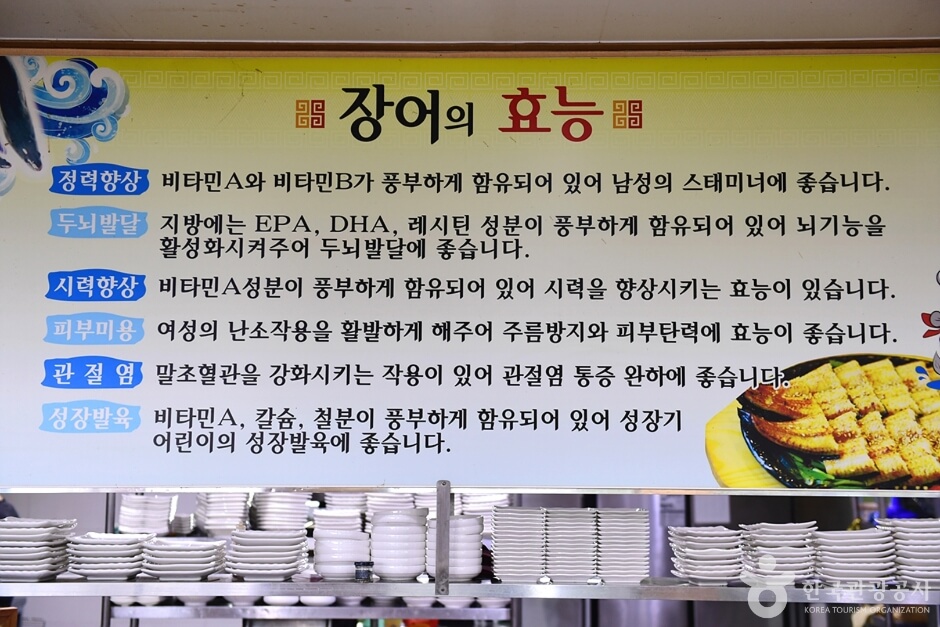 장어의 효능
정력향상 비타민A와 비타민B가 풍부하게 함유되어 있어 남성의 스태미너에 좋습니다.
두뇌발달 지방에는 EPA, DHA, 레시틴 성분이 풍부하게 함유되어 있어 뇌기능을
활성화시켜주어 두뇌발달에 좋습니다.
시력향상 비타민A성분이 풍부하게 함유되어 있어 시력을 향상시키는 효능이 있습니다.
피부미용 여성의 난소작용을 활발하게 해주어 주름방지와 피부탄력에 효능이 좋습니다.
관절염 말초혈관을 강화시키는 작용이 있어 관절염 통증 완하에 좋습니다.
성장발육 비타민A, 칼슘, 철분이 풍부하게 함유되어 있어 성장기
어린이의 성장발육에 좋습니다.
한국관광공사
KOREA TOURISM ORGANIZATION